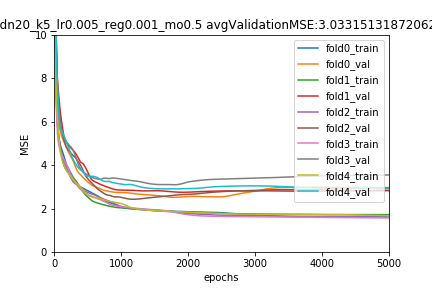 dn20_k5_lr0.005_reg0.001_mo0.5 avgValidationMSE:3.03315131872062
10
8
6
4
2
0
MSE
0
1000
2000
3000
4000
5000
epochs
fold0_train
fold0_val
fold1_train
fold1_val
fold2_train
fold2_val
fold3_train
fold3_val
fold4_train
fold4_val